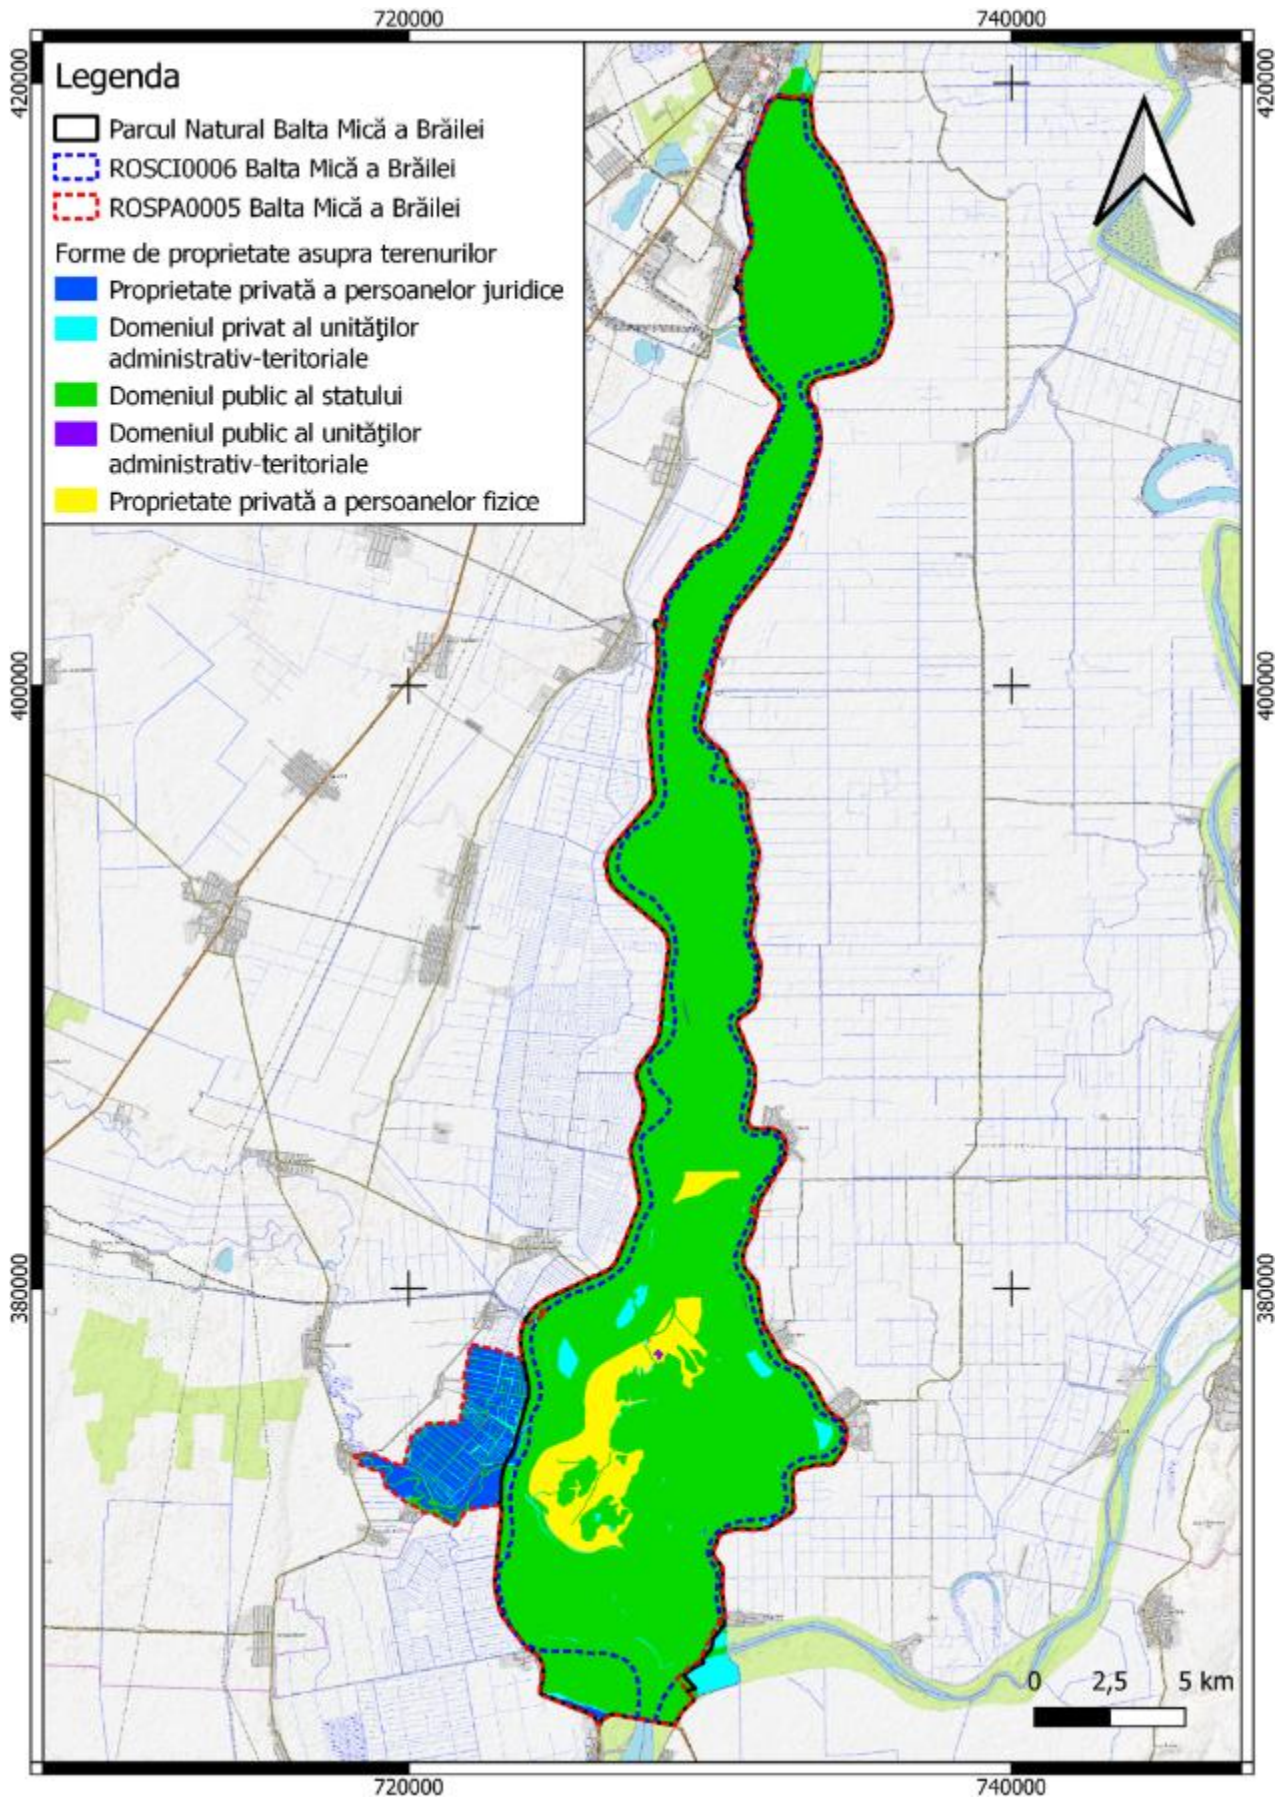 720000
740000
420000
420000
Legenda
Parcul Natural Balta Mică a Brăilei
ROSCI0006 Balta Mică a Brăilei
ROSPA0005 Balta Mică a Brăilei
Forme de proprietate asupra terenurilor
Proprietate privată a persoanelor juridice
Domeniul privat al unităţilor
administrativ-teritoriale
Domeniul public al statului
Domeniul public al unităţilor
administrativ-teritoriale
Proprietate privată a persoanelor fizice
400000
400000
380000
380000
0 2,5 5 km
720000
740000